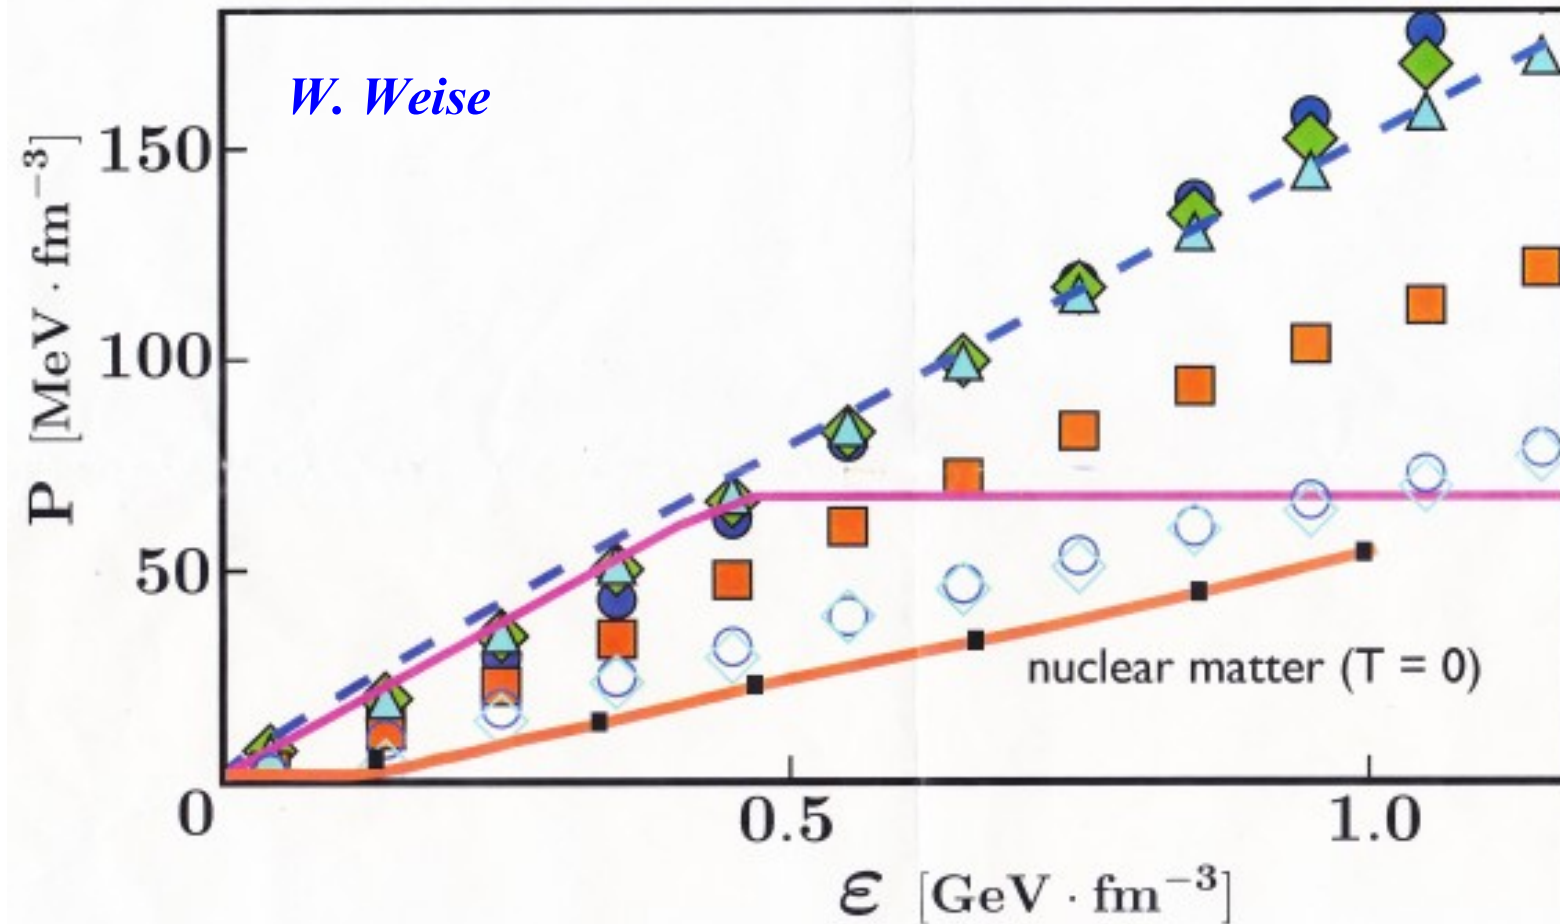 W. Weise
P [MeV · fm⁻³]
150
100
50
0
0.5
1.0
nuclear matter (T = 0)
ε [GeV · fm⁻³]